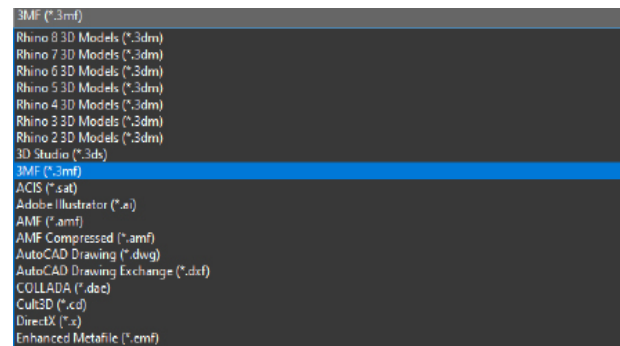 3MF (*.3mf)
Rhino 8 3D Models (*.3dm)
Rhino 7 3D Models (*.3dm)
Rhino 6 3D Models (*.3dm)
Rhino 5 3D Models (*.3dm)
Rhino 4 3D Models (*.3dm)
Rhino 3 3D Models (*.3dm)
Rhino 2 3D Models (*.3dm)
3D Studio (*.3ds)
3MF (*.3mf)
ACIS (*.sat)
Adobe Illustrator (*.ai)
AMF (*.amf)
AMF Compressed (*.amf)
AutoCAD Drawing (*.dwg)
AutoCAD Drawing Exchange (*.dxf)
COLLADA (*.dae)
Cult3D (*.cd)
DirectX (*.x)
Enhanced Metafile (*.emf)